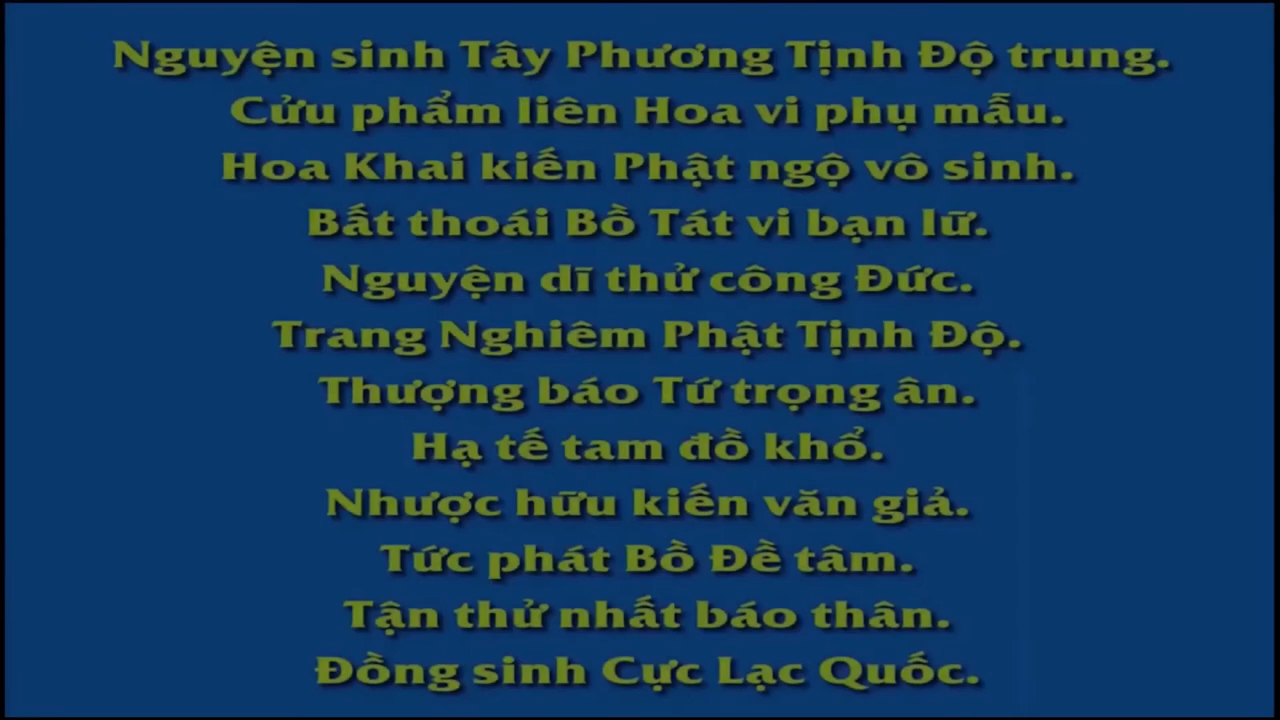 Nguyện sinh Tây Phương Tịnh Độ trung.
Cửu phẩm liên Hoa vi phụ mẫu.
Hoa Khai kiến Phật ngộ vô sinh.
Bất thoái Bồ Tát vi bạn lữ.
Nguyện dĩ thử công Đức.
Trang Nghiêm Phật Tịnh Độ.
Thượng báo Tứ trọng ân.
Hạ tế tam đồ khổ.
Nhược hữu kiến văn giả.
Tức phát Bồ Đề tâm.
Tận thử nhất báo thân.
Đồng sinh Cực Lạc Quốc.